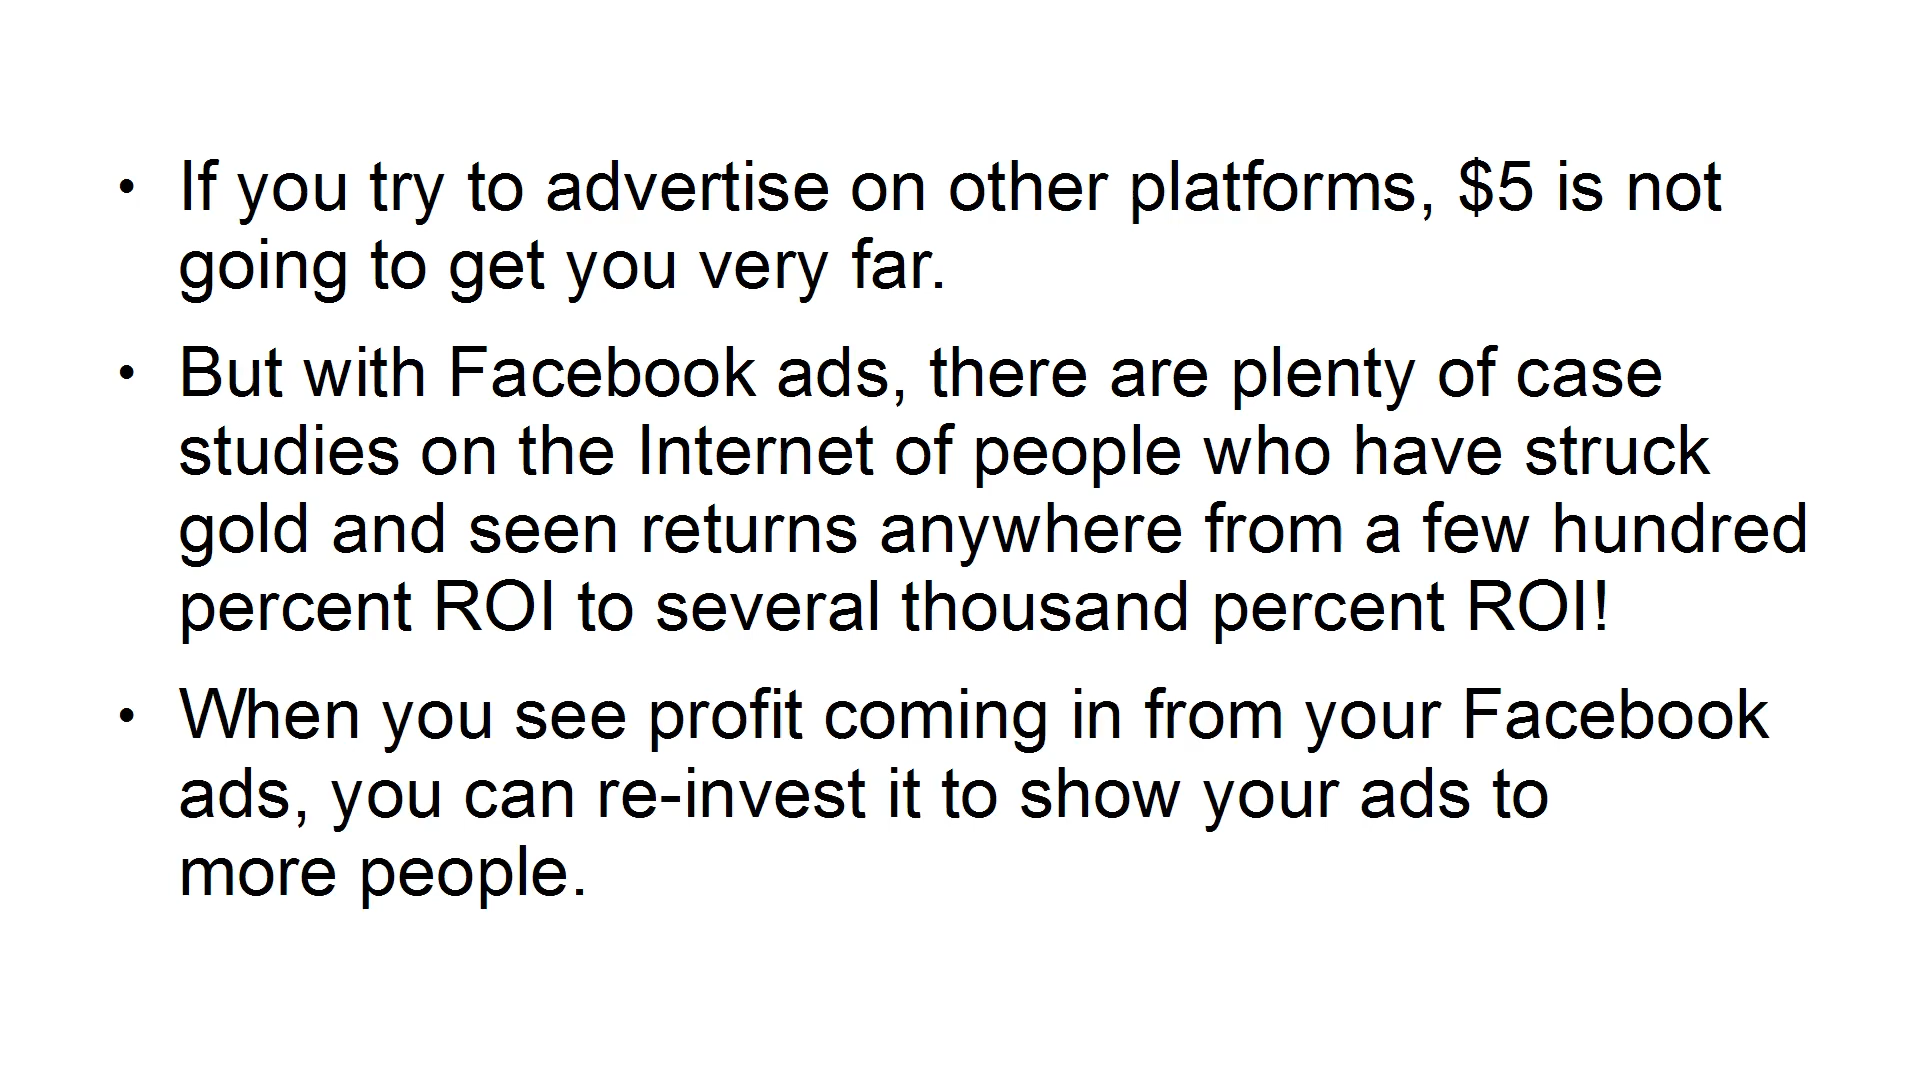 • If you try to advertise on other platforms, $5 is not
going to get you very far.
• But with Facebook ads, there are plenty of case
studies on the Internet of people who have struck
gold and seen returns anywhere from a few hundred
percent ROI to several thousand percent ROI!
• When you see profit coming in from your Facebook
ads, you can re-invest it to show your ads to
more people.